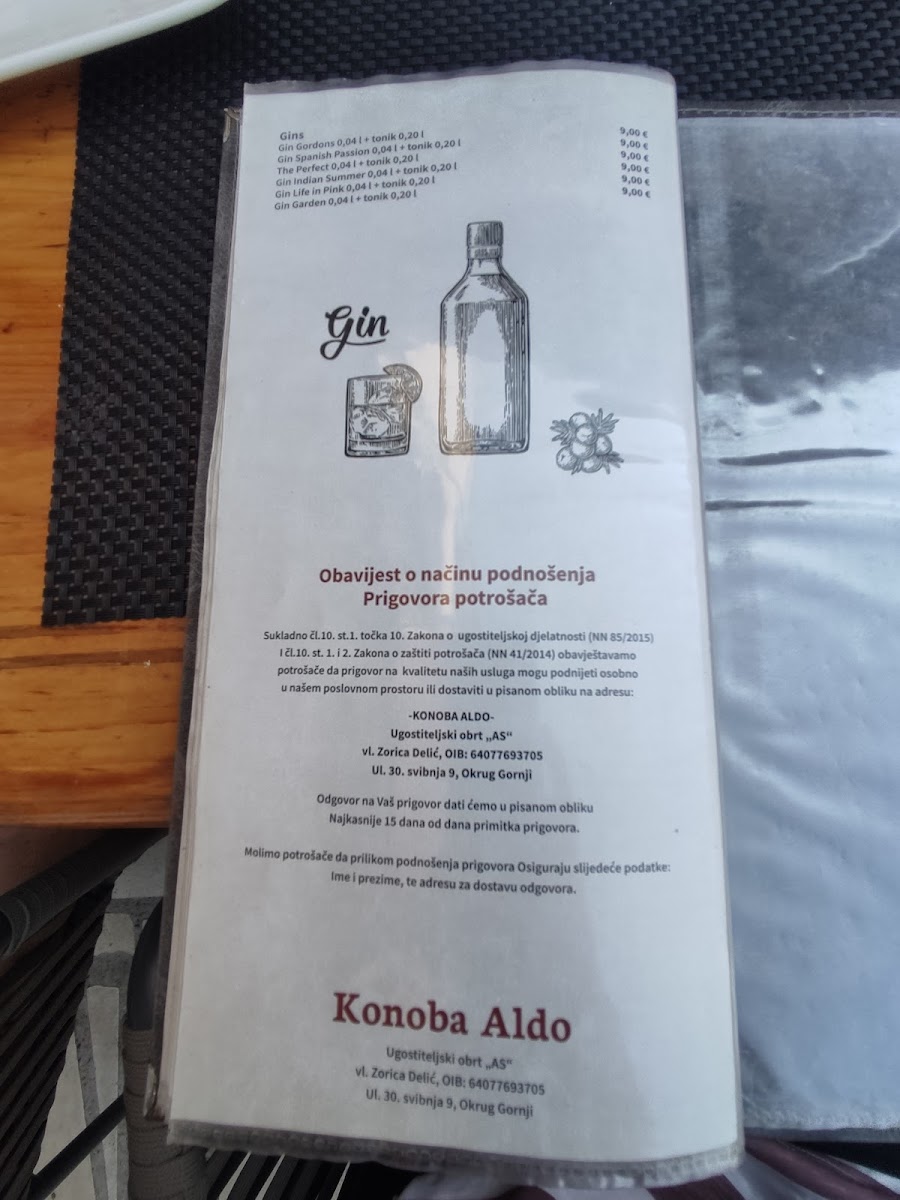 Gins
Gin Gordons 0,04 l + tonik 0,20 l 9,00 €
Gin Spanish Passion 0,04 l + tonik 0,20 l 9,00 €
The Perfect 0,04 l + tonik 0,20 l 9,00 €
Gin Indian Summer 0,04 l + tonik 0,20 l 9,00 €
Gin Life in Pink 0,04 l + tonik 0,20 l 9,00 €
Gin Garden 0,04 l + tonik 0,20 l 9,00 €
Gin
Obavijest o načinu podnošenja
Prigovora potrošača
Sukladno čl.10. st.1. točka 10. Zakona o ugostiteljskoj djelatnosti (NN 85/2015)
I čl.10. st. 1. i 2. Zakona o zaštiti potrošača (NN 41/2014) obavještavamo
potrošače da prigovor na kvalitetu naših usluga mogu podnijeti osobno
u našem poslovnom prostoru ili dostaviti u pisanom obliku na adresu:
-KONOBA ALDO-
Ugostiteljski obrt „AS“
vl. Zorica Delić, OIB: 64077693705
Ul. 30. svibnja 9, Okrug Gornji
Odgovor na Vaš prigovor dati ćemo u pisanom obliku
Najkasnije 15 dana od dana primitka prigovora.
Molimo potrošače da prilikom podnošenja prigovora Osiguraju slijedeće podatke:
Ime i prezime, te adresu za dostavu odgovora.
Konoba Aldo
Ugostiteljski obrt „AS“
vl. Zorica Delić, OIB: 64077693705
Ul. 30. svibnja 9, Okrug Gornji